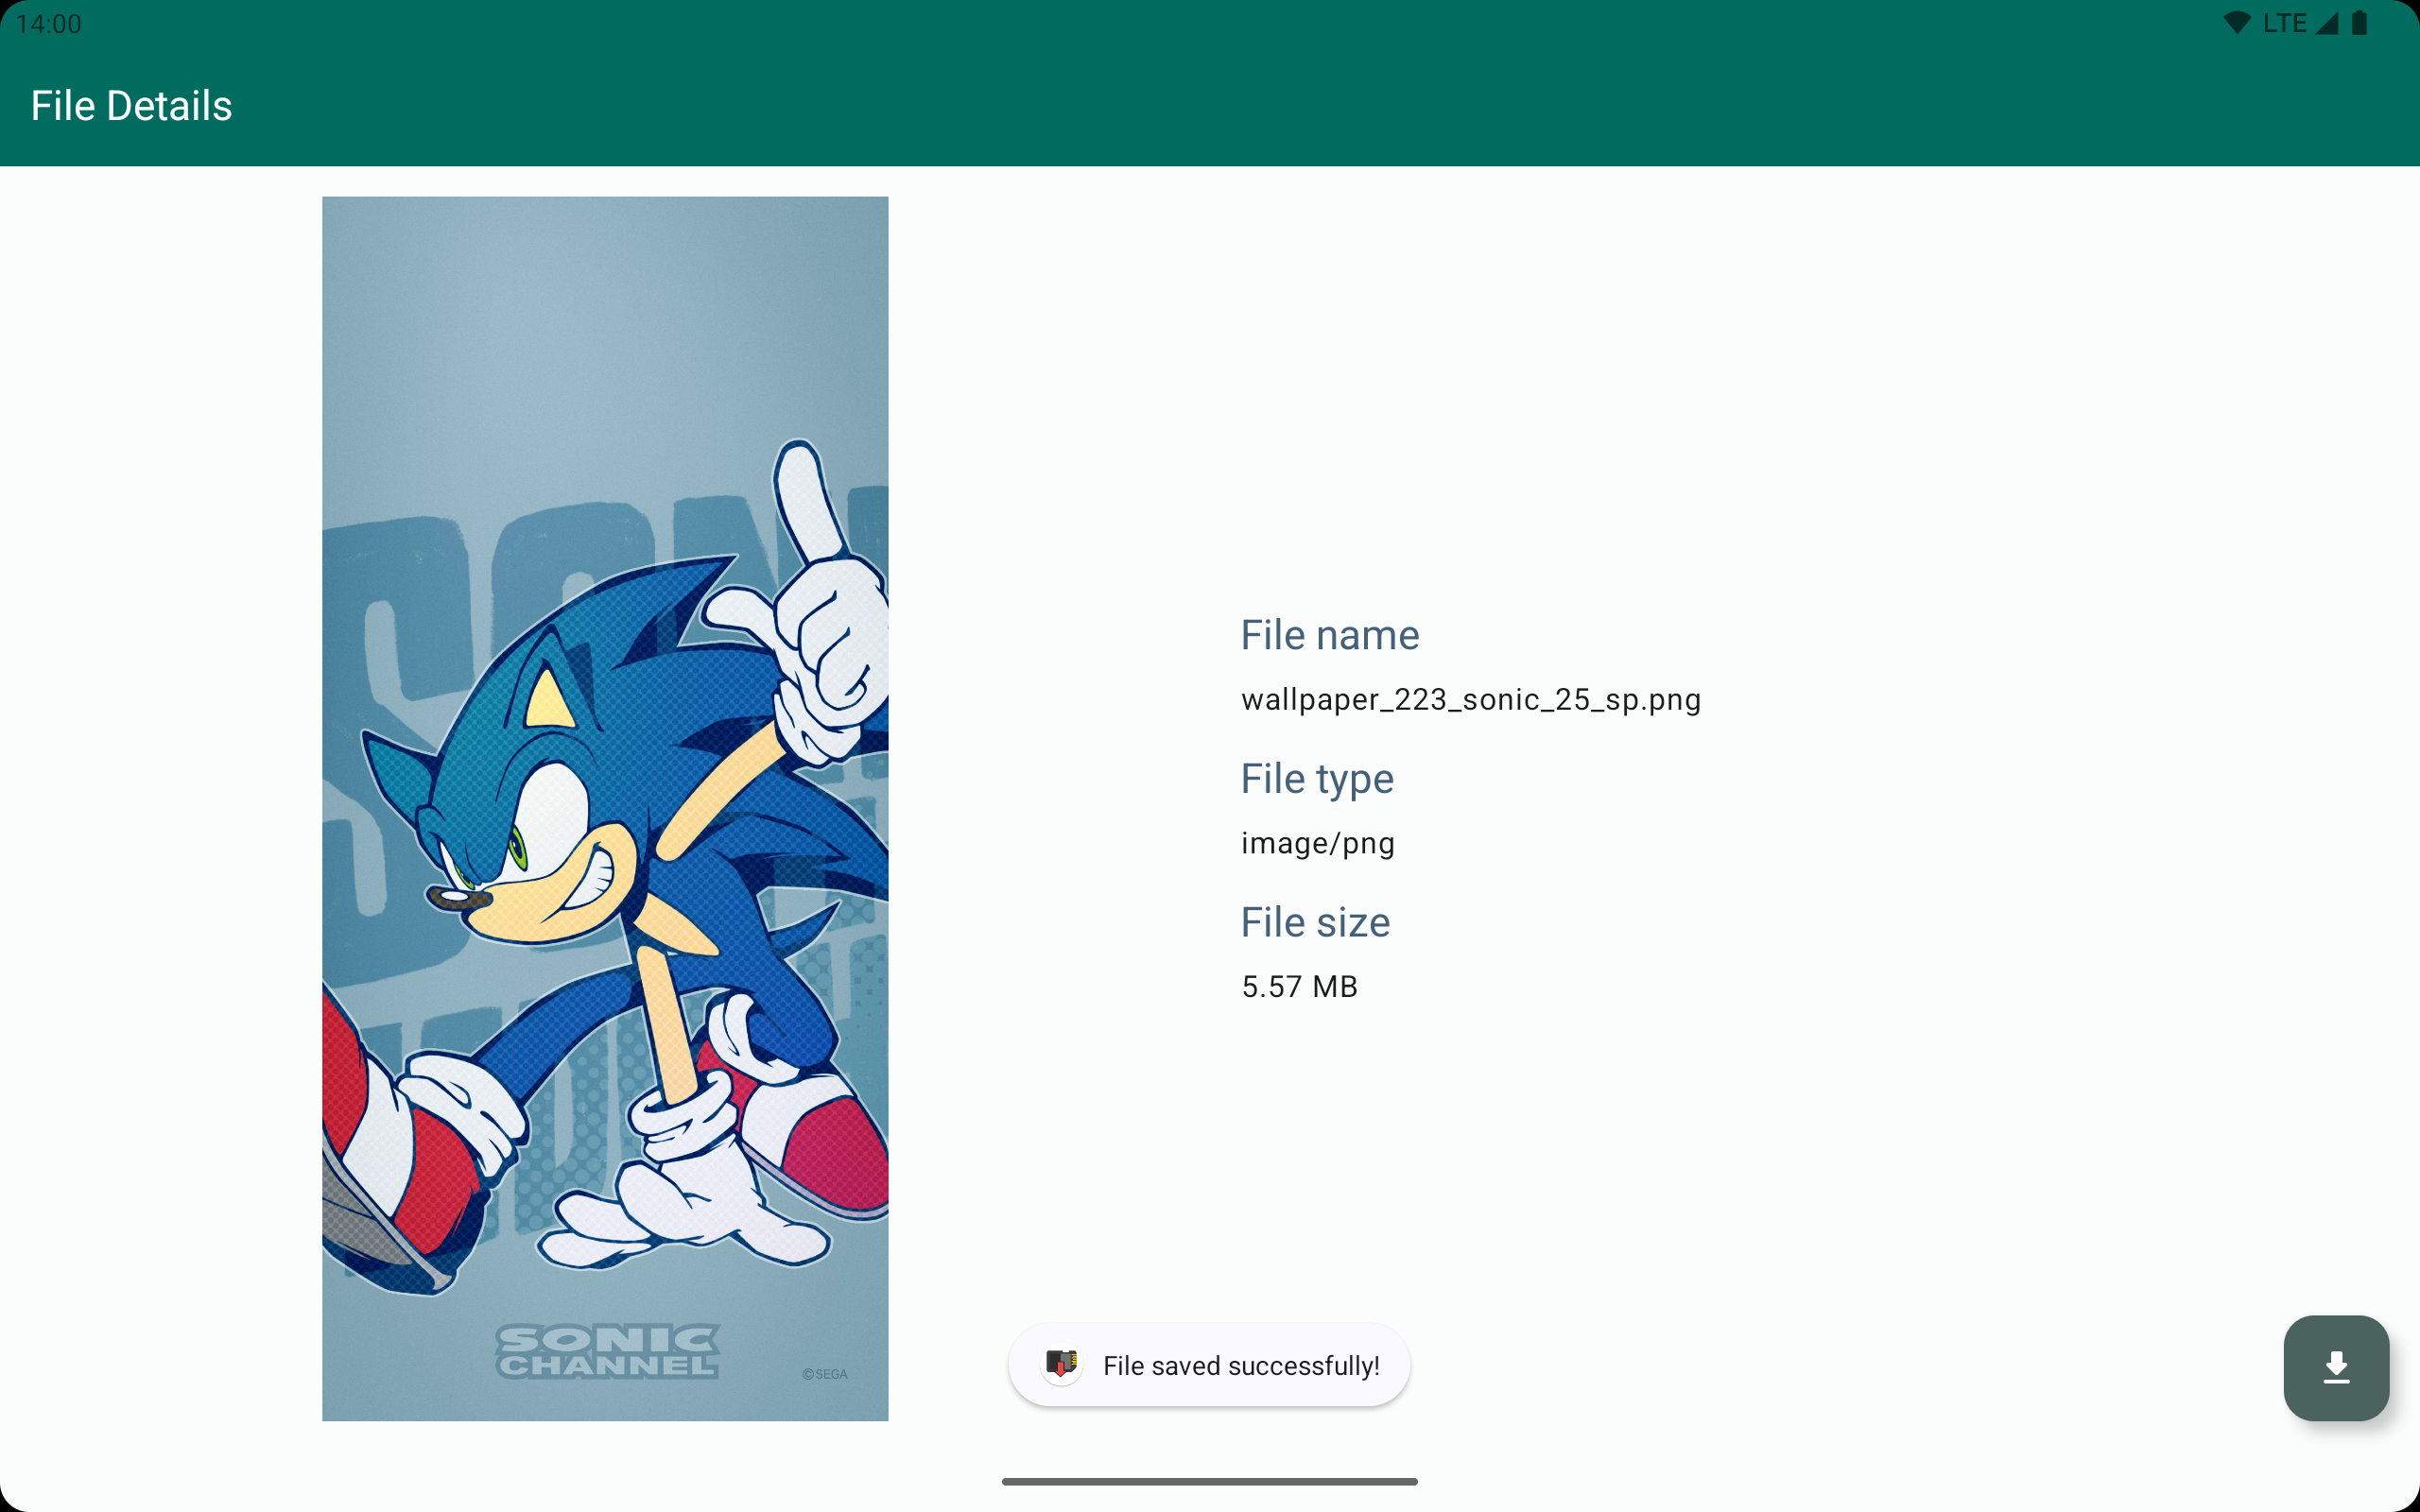 14:00
LTE
File Details
SONIC
CHANNEL
©SEGA
File name
wallpaper_223_sonic_25_sp.png
File type
image/png
File size
5.57 MB
File saved successfully!